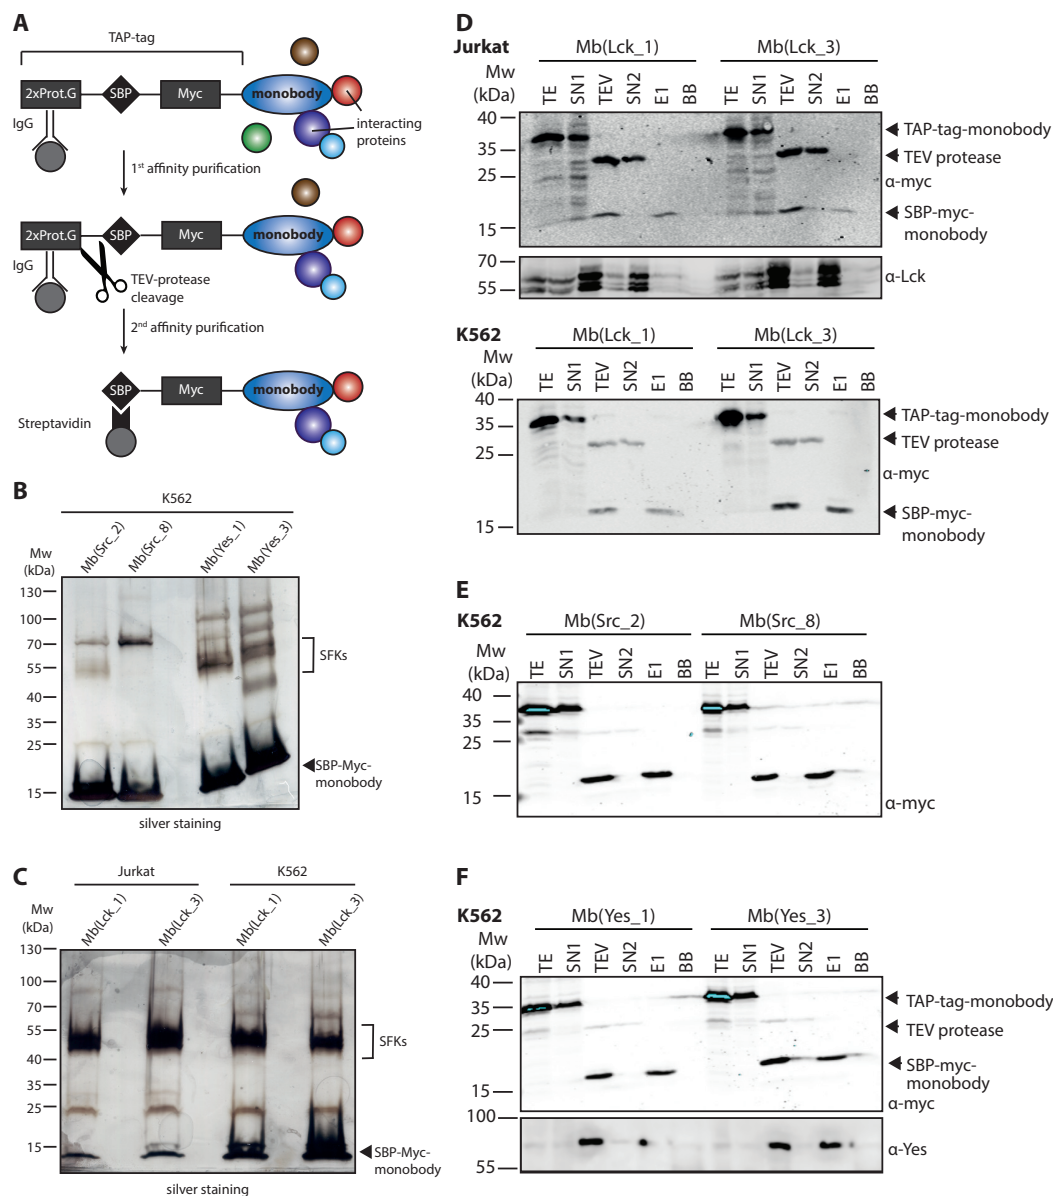 A
TAP-tag
2xProt.G
SBP
Myc
monobody
IgG
interacting
proteins
1st affinity purification
2xProt.G
SBP
Myc
monobody
IgG
TEV-protease
cleavage
2nd affinity purification
SBP
Myc
monobody
Streptavidin
B
K562
Mb(Src_2)
Mb(Src_8)
Mb(Yes_1)
Mb(Yes_3)
Mw
(kDa)
130
100
70
55
40
35
25
15
SFKs
SBP-Myc-
monobody
silver staining
C
Jurkat
K562
Mb(Lck_1)
Mb(Lck_3)
Mb(Lck_1)
Mb(Lck_3)
Mw
(kDa)
130
100
70
55
40
35
25
15
SFKs
SBP-Myc-
monobody
silver staining
D
Jurkat
Mb(Lck_1)
Mb(Lck_3)
Mw
(kDa)
TE SN1 TEV SN2 E1 BB TE SN1 TEV SN2 E1 BB
40
35
25
15
TAP-tag-monobody
TEV protease
α-myc
SBP-myc-
monobody
70
55
α-Lck
K562
Mb(Lck_1)
Mb(Lck_3)
Mw
(kDa)
TE SN1 TEV SN2 E1 BB TE SN1 TEV SN2 E1 BB
40
35
25
15
TAP-tag-monobody
TEV protease
α-myc
SBP-myc-
monobody
E
K562
Mb(Src_2)
Mb(Src_8)
Mw
(kDa)
TE SN1 TEV SN2 E1 BB TE SN1 TEV SN2 E1 BB
40
35
25
15
α-myc
F
K562
Mb(Yes_1)
Mb(Yes_3)
Mw
(kDa)
TE SN1 TEV SN2 E1 BB TE SN1 TEV SN2 E1 BB
40
35
25
15
TAP-tag-monobody
TEV protease
SBP-myc-
monobody
α-myc
100
55
α-Yes